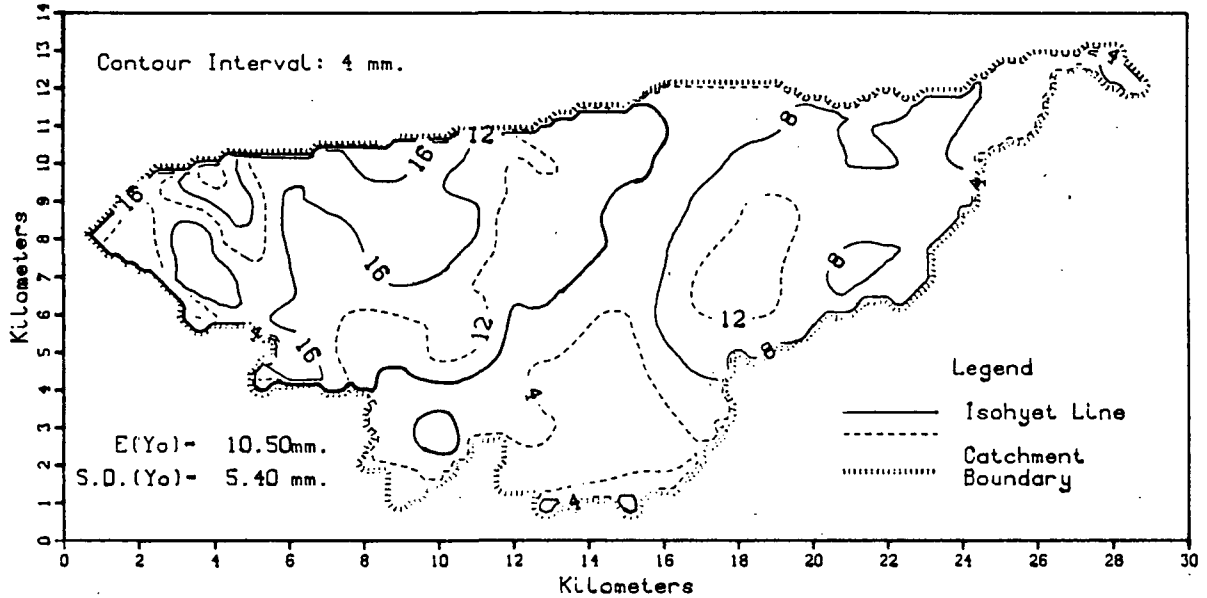 Contour Interval: 4 mm.
16
16
12
8
4
4
16
8
12
12
16
4
8
4
4
E(Yo)= 10.50mm.
S.D.(Yo)= 5.40 mm.
Legend
Isohyet Line
Catchment
Boundary
Kilometers
0 1 2 3 4 5 6 7 8 9 10 11 12 13 14
0 2 4 6 8 10 12 14 16 18 20 22 24 26 28 30
Kilometers